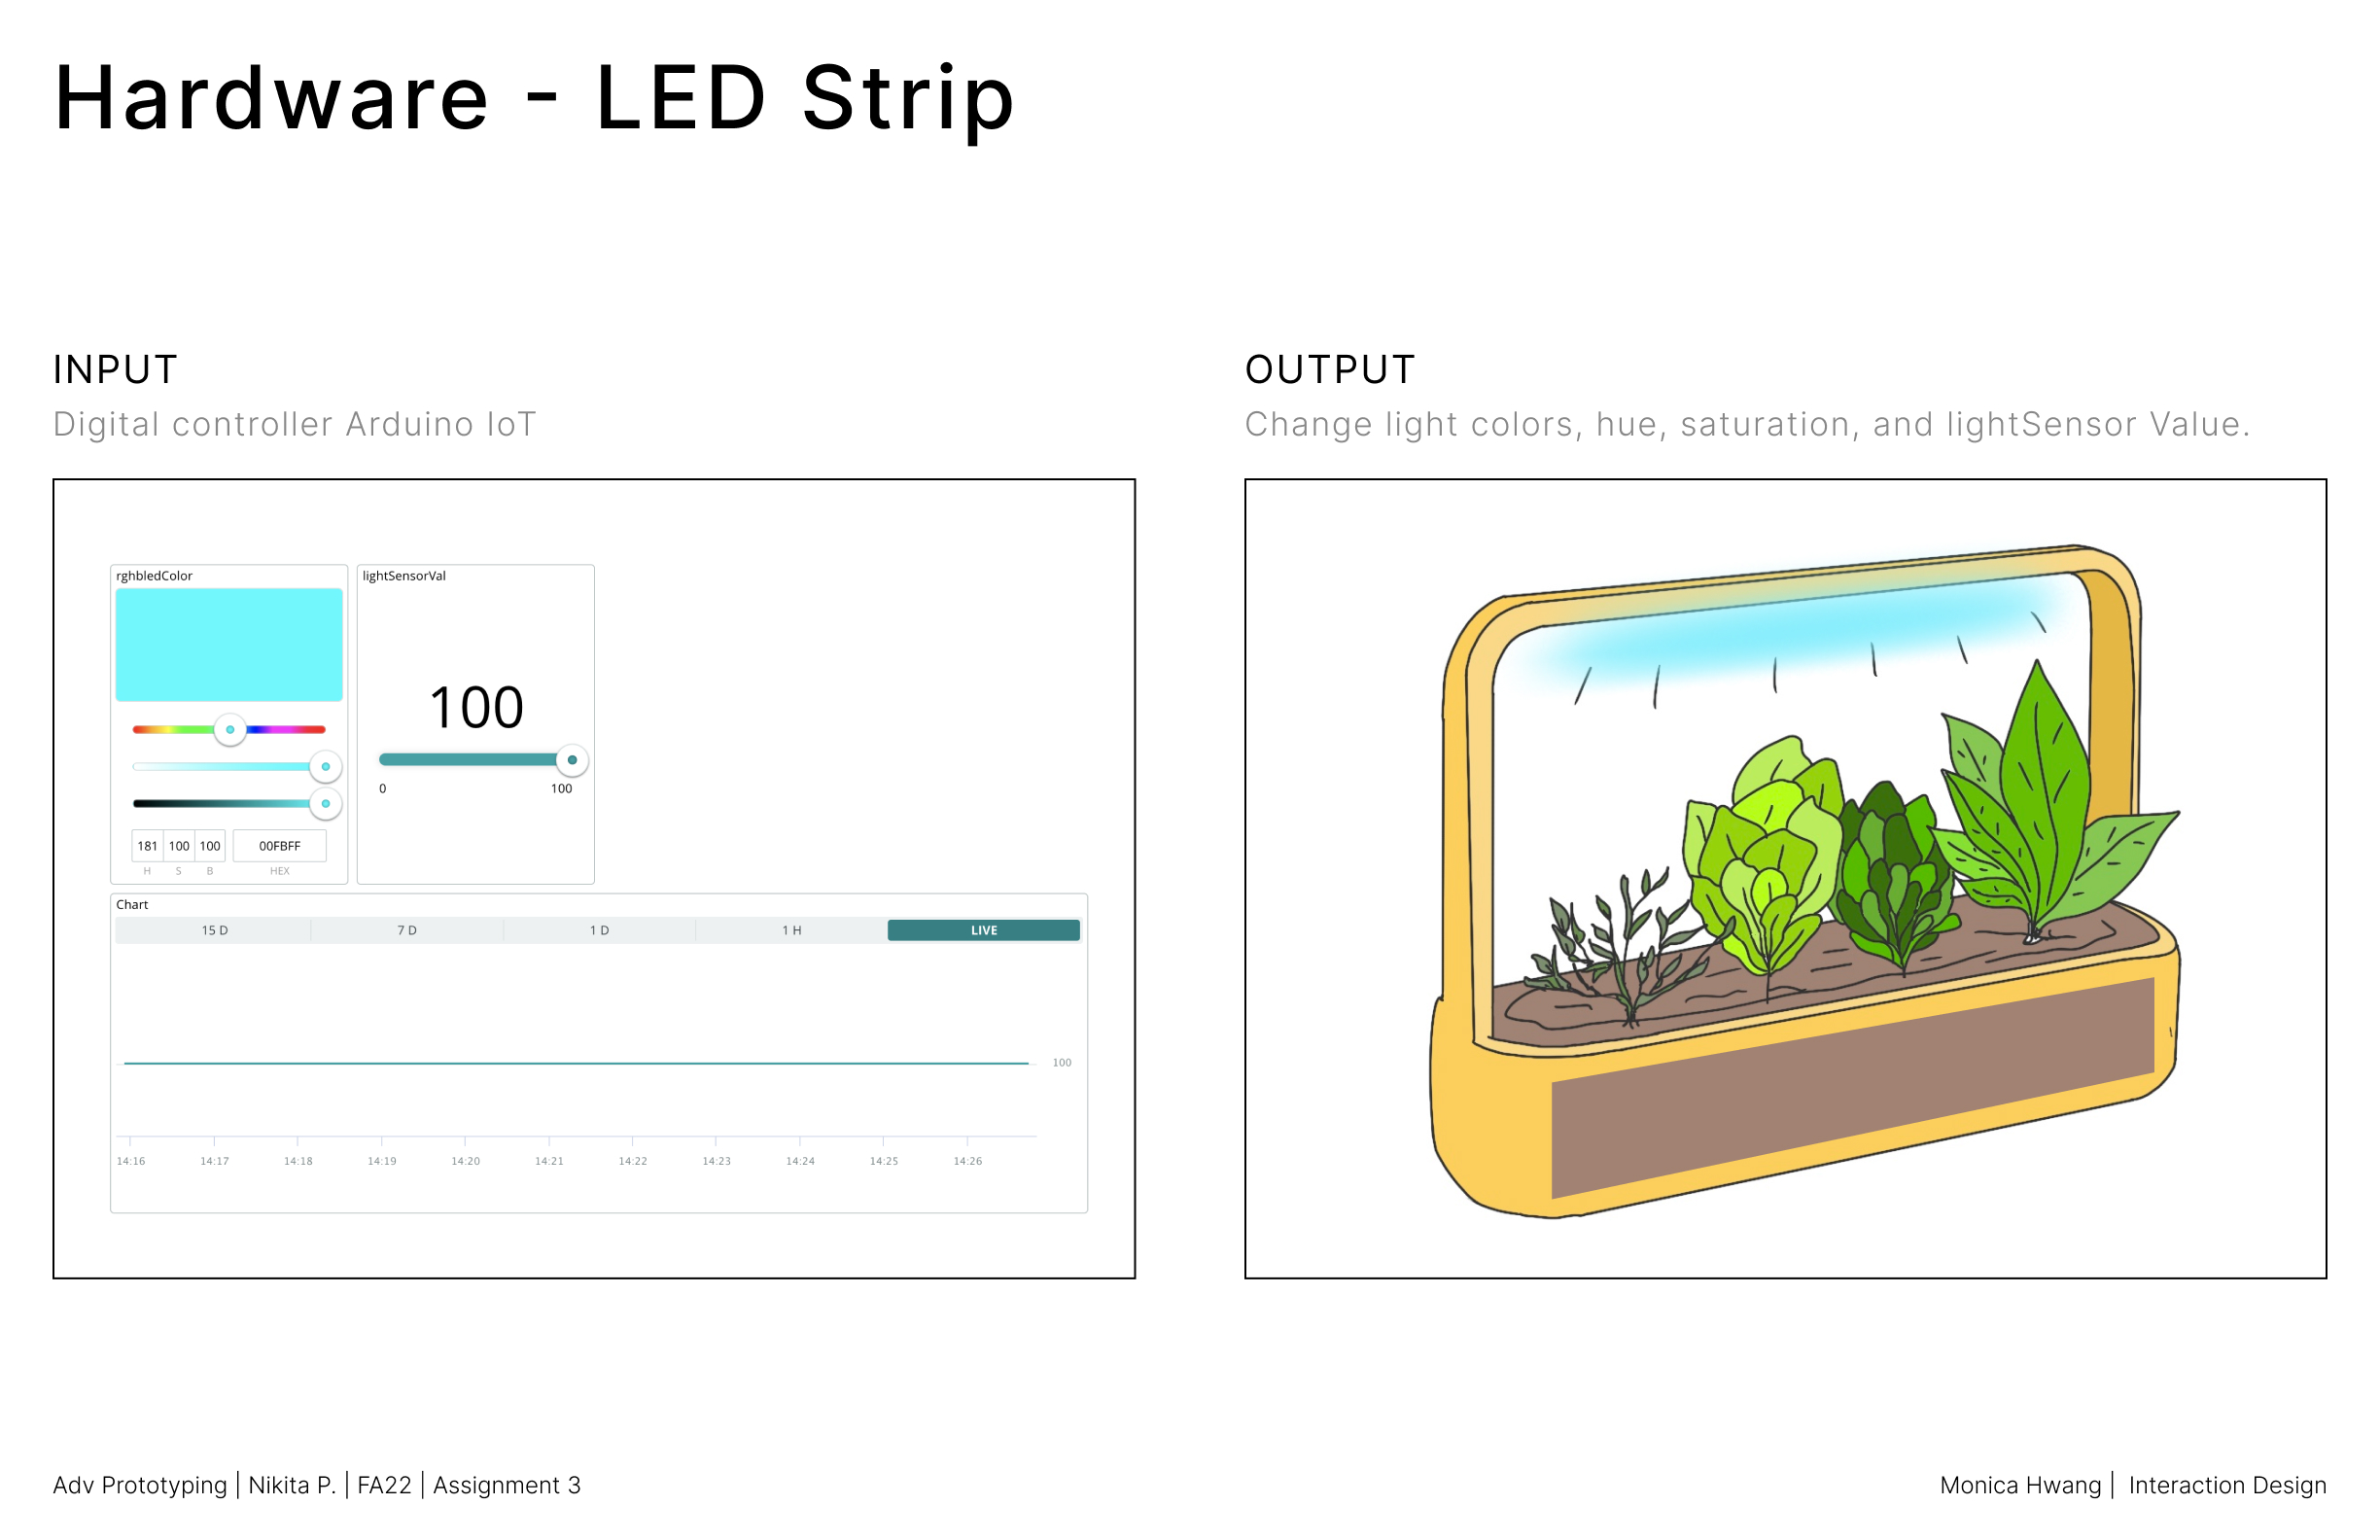 Hardware - LED Strip
INPUT
Digital controller Arduino IoT
rghbledColor
181 100 100 00FBFF
H S B HEX
lightSensorVal
100
0 100
Chart
15 D 7 D 1 D 1 H LIVE
100
14:16 14:17 14:18 14:19 14:20 14:21 14:22 14:23 14:24 14:25 14:26
OUTPUT
Change light colors, hue, saturation, and lightSensor Value.
Adv Prototyping | Nikita P. | FA22 | Assignment 3
Monica Hwang | Interaction Design